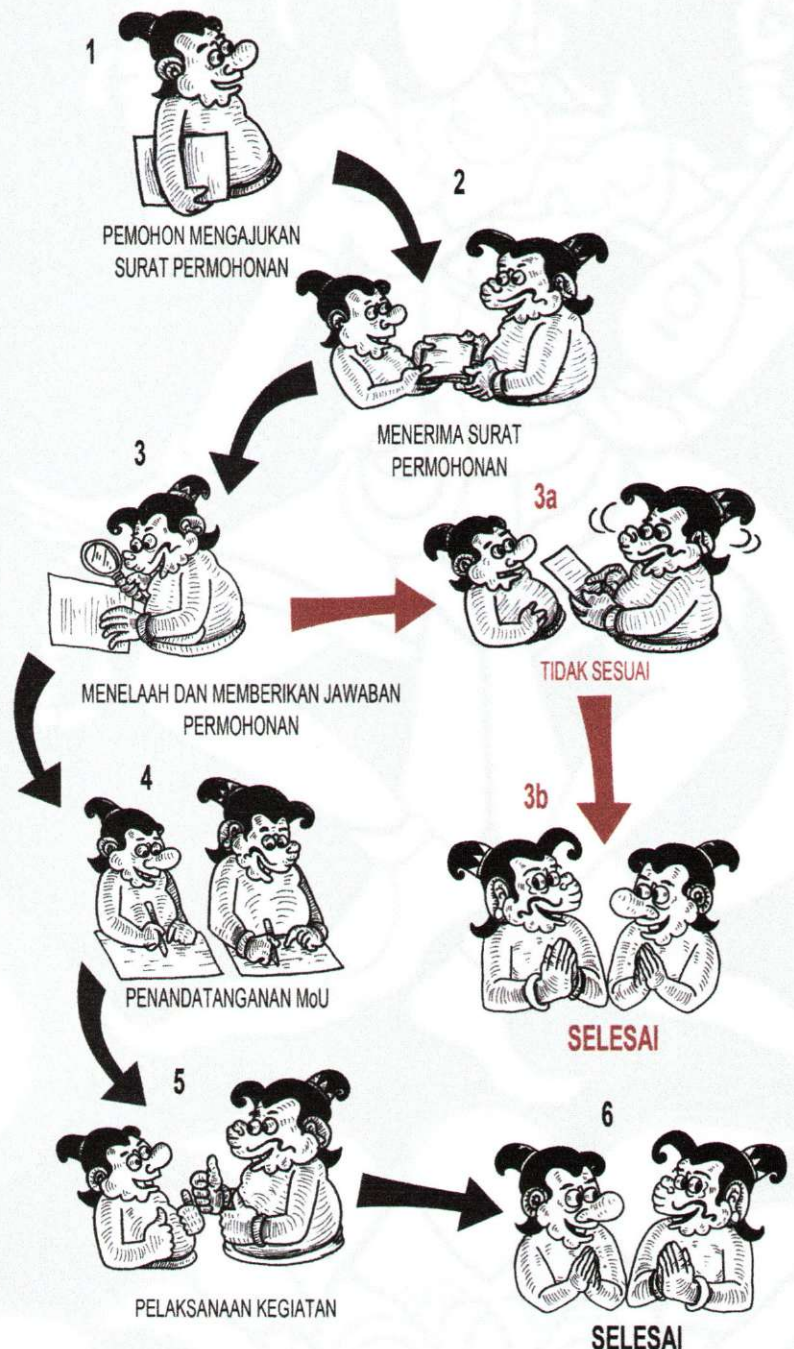 1
PEMOHON MENGAJUKAN
SURAT PERMOHONAN
2
MENERIMA SURAT
PERMOHONAN
3
MENELAAH DAN MEMBERIKAN JAWABAN
PERMOHONAN
3a
TIDAK SESUAI
3b
SELESAI
4
PENANDATANGANAN MoU
5
PELAKSANAAN KEGIATAN
6
SELESAI